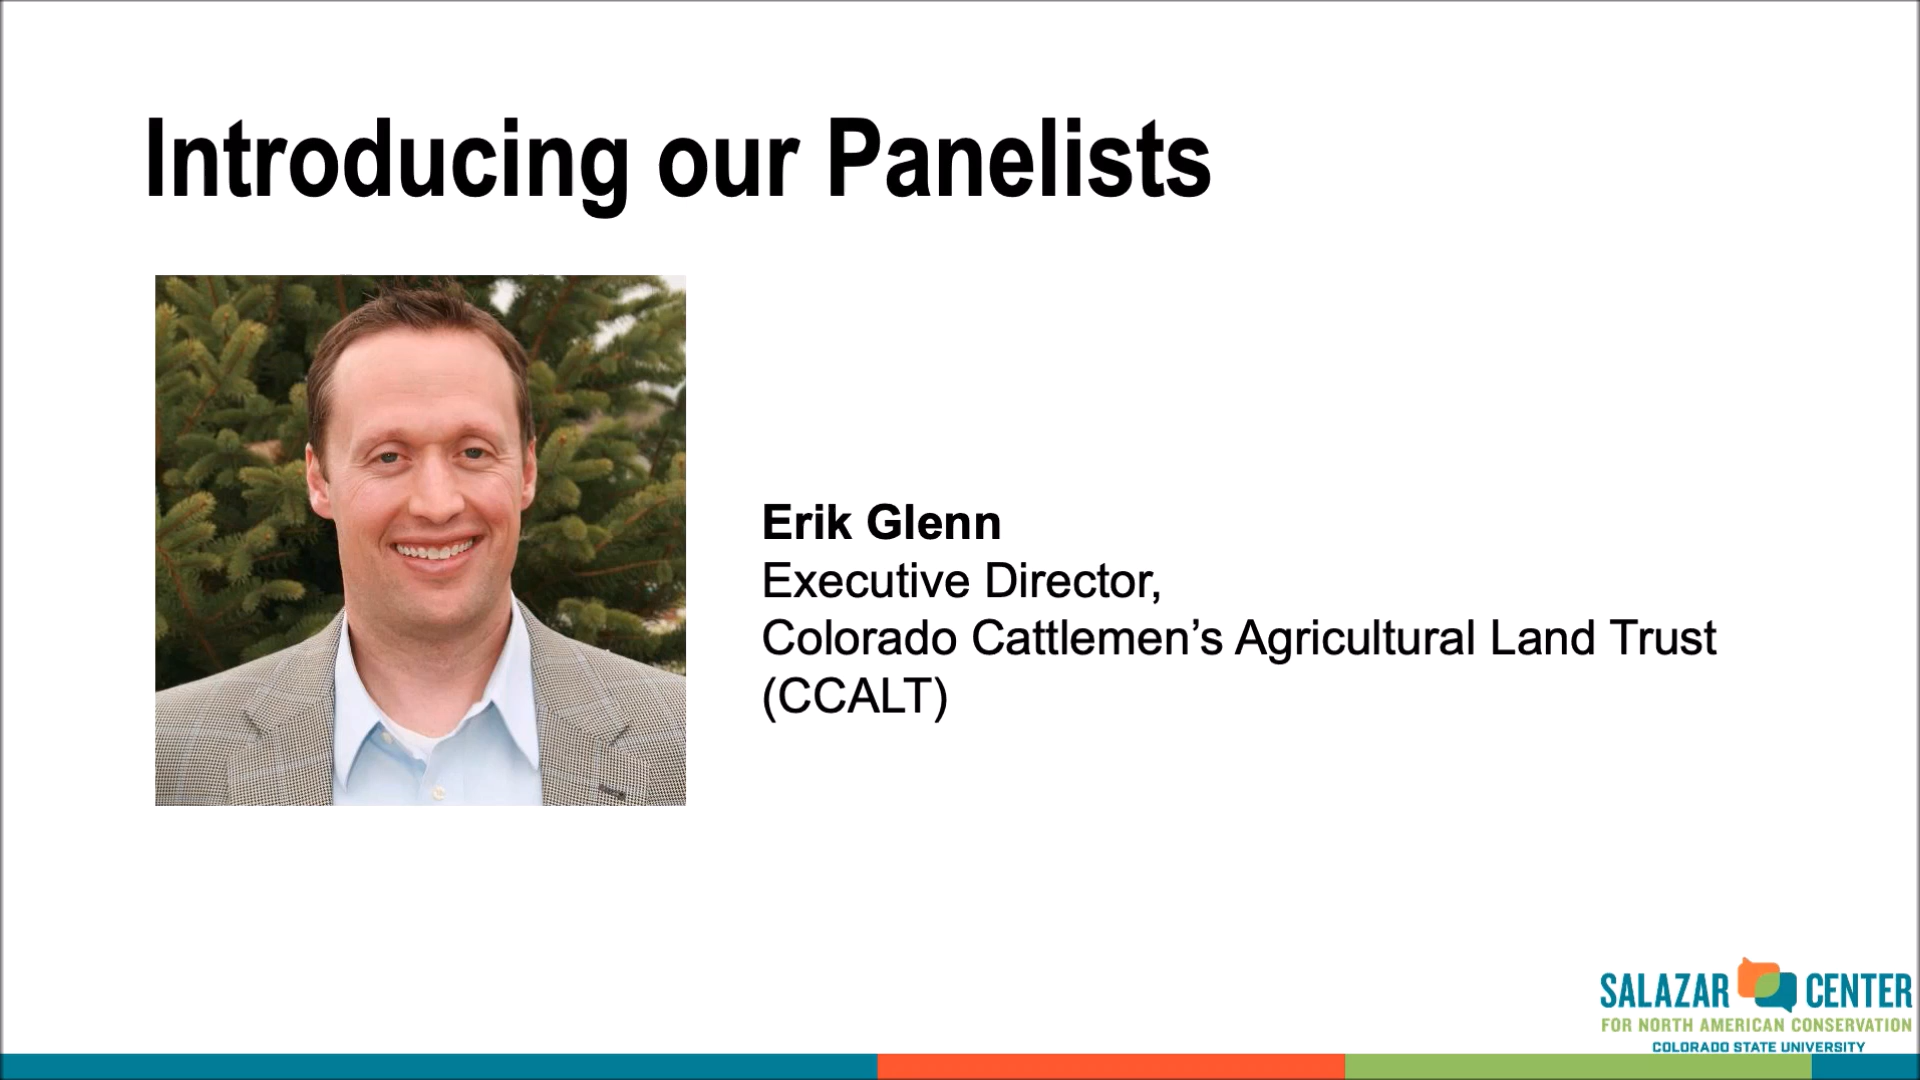 Introducing our Panelists
Erik Glenn
Executive Director,
Colorado Cattlemen’s Agricultural Land Trust
(CCALT)
SALAZAR CENTER
FOR NORTH AMERICAN CONSERVATION
COLORADO STATE UNIVERSITY